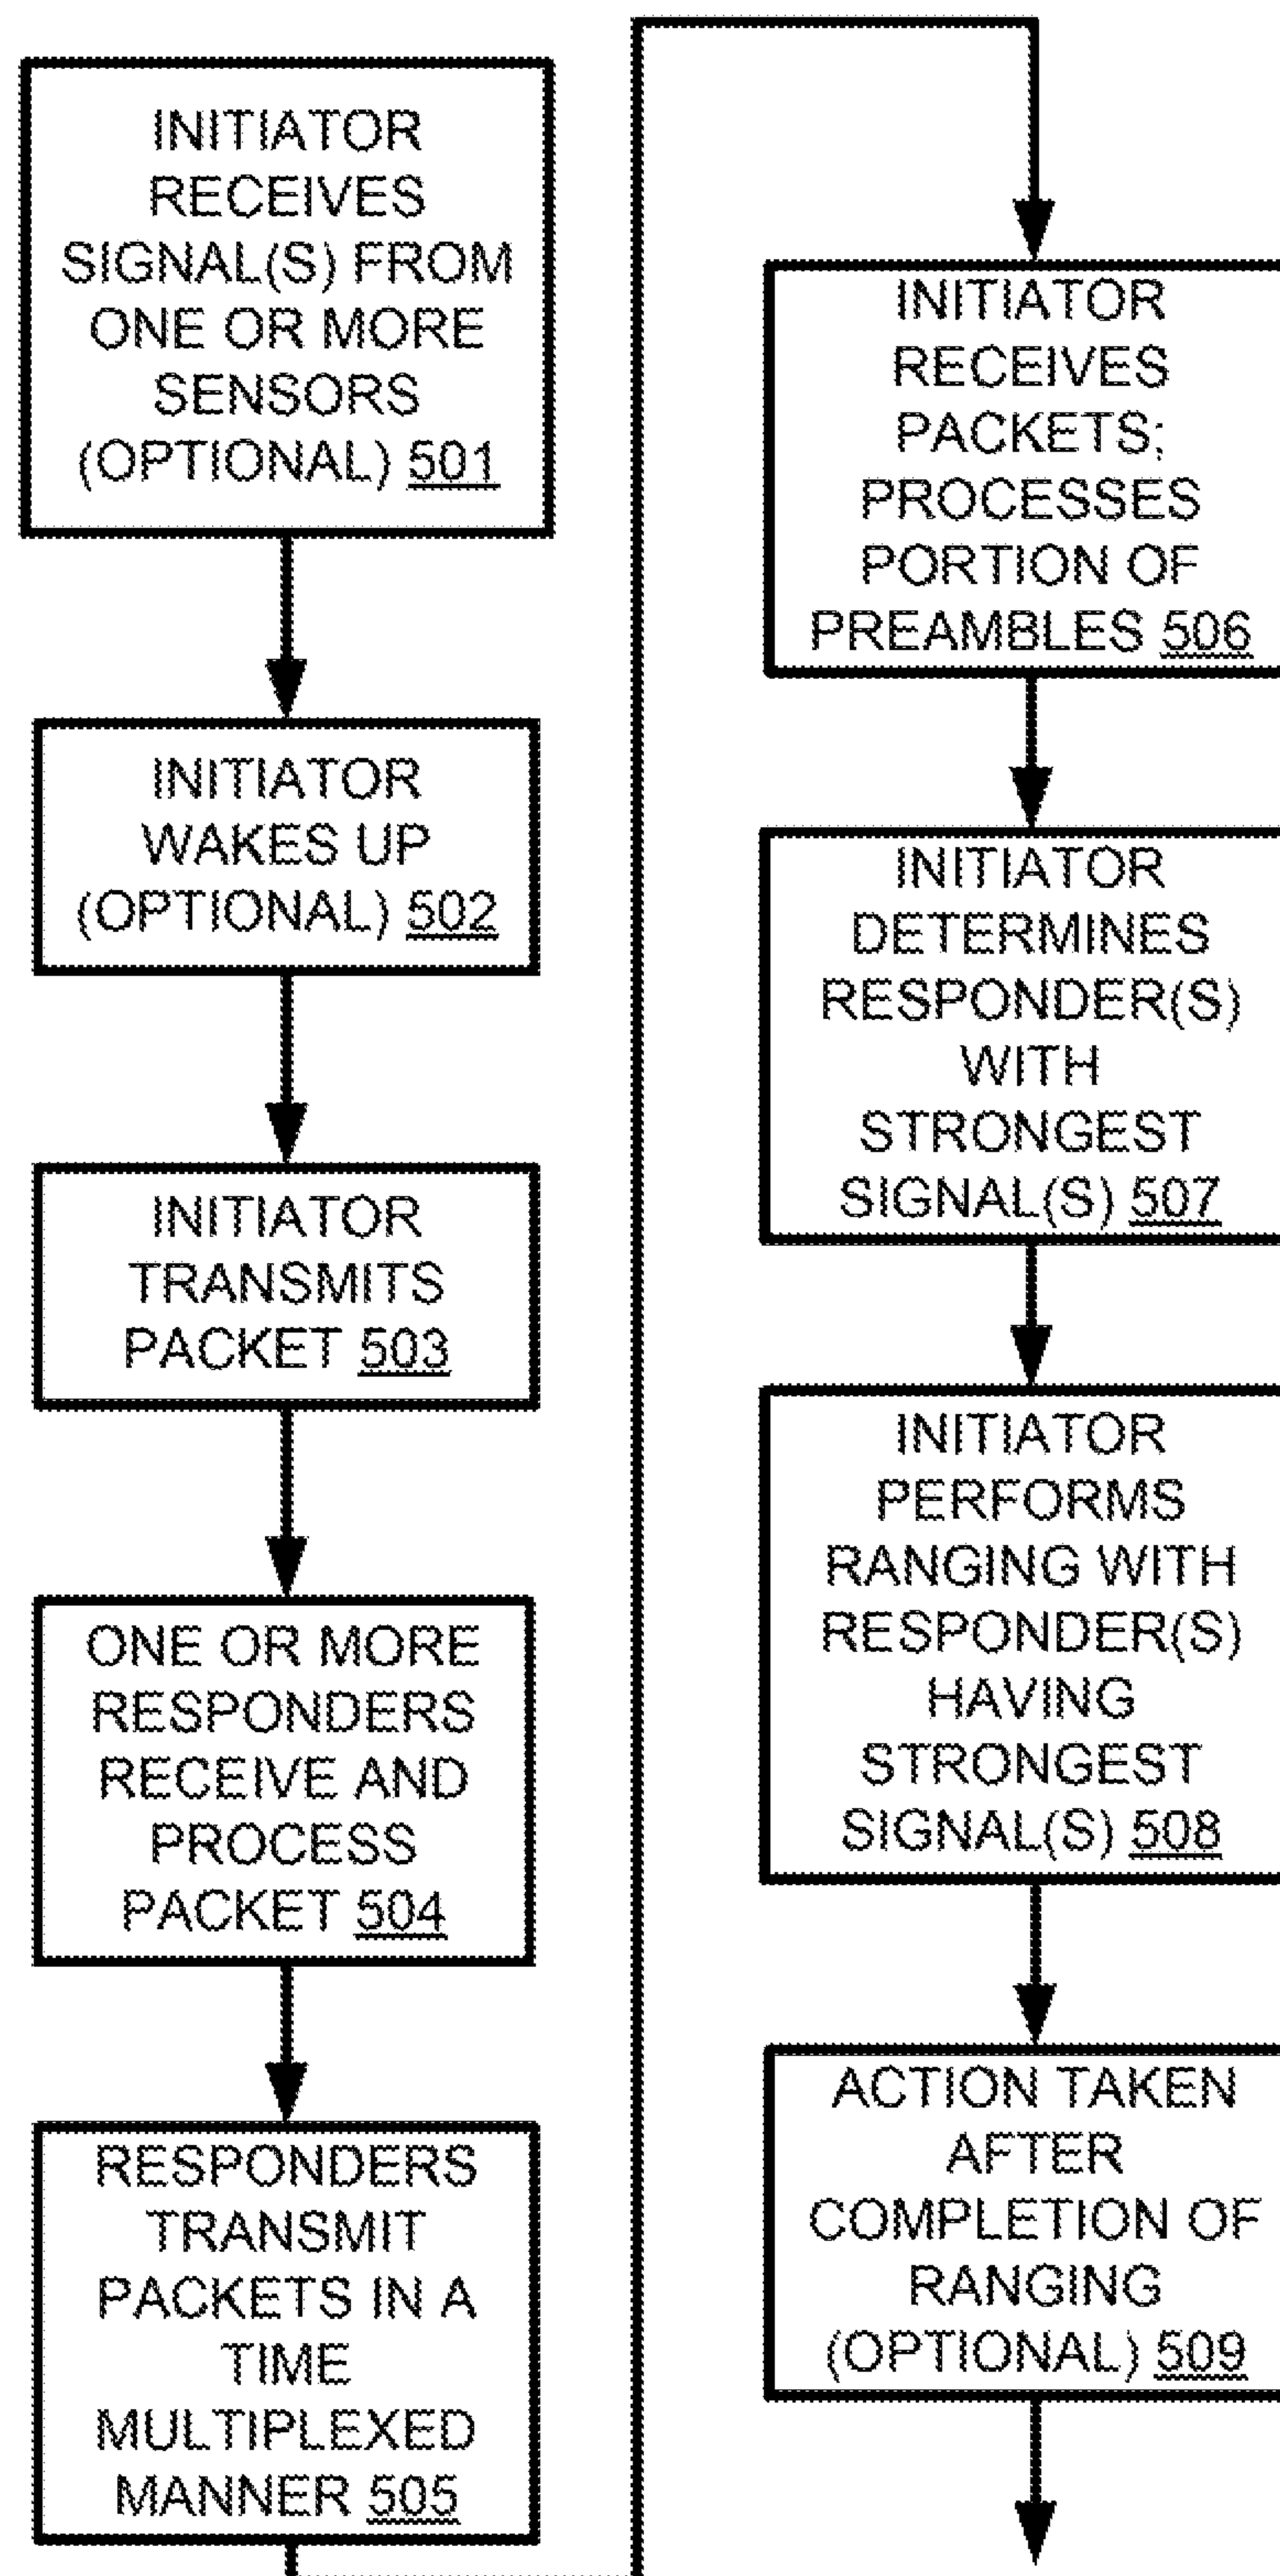 INITIATOR
RECEIVES
SIGNAL(S) FROM
ONE OR MORE
SENSORS
(OPTIONAL) 501
INITIATOR
WAKES UP
(OPTIONAL) 502
INITIATOR
TRANSMITS
PACKET 503
ONE OR MORE
RESPONDERS
RECEIVE AND
PROCESS
PACKET 504
RESPONDERS
TRANSMIT
PACKETS IN A
TIME
MULTIPLEXED
MANNER 505
INITIATOR
RECEIVES
PACKETS;
PROCESSES
PORTION OF
PREAMBLES 506
INITIATOR
DETERMINES
RESPONDER(S)
WITH
STRONGEST
SIGNAL(S) 507
INITIATOR
PERFORMS
RANGING WITH
RESPONDER(S)
HAVING
STRONGEST
SIGNAL(S) 508
ACTION TAKEN
AFTER
COMPLETION OF
RANGING
(OPTIONAL) 509